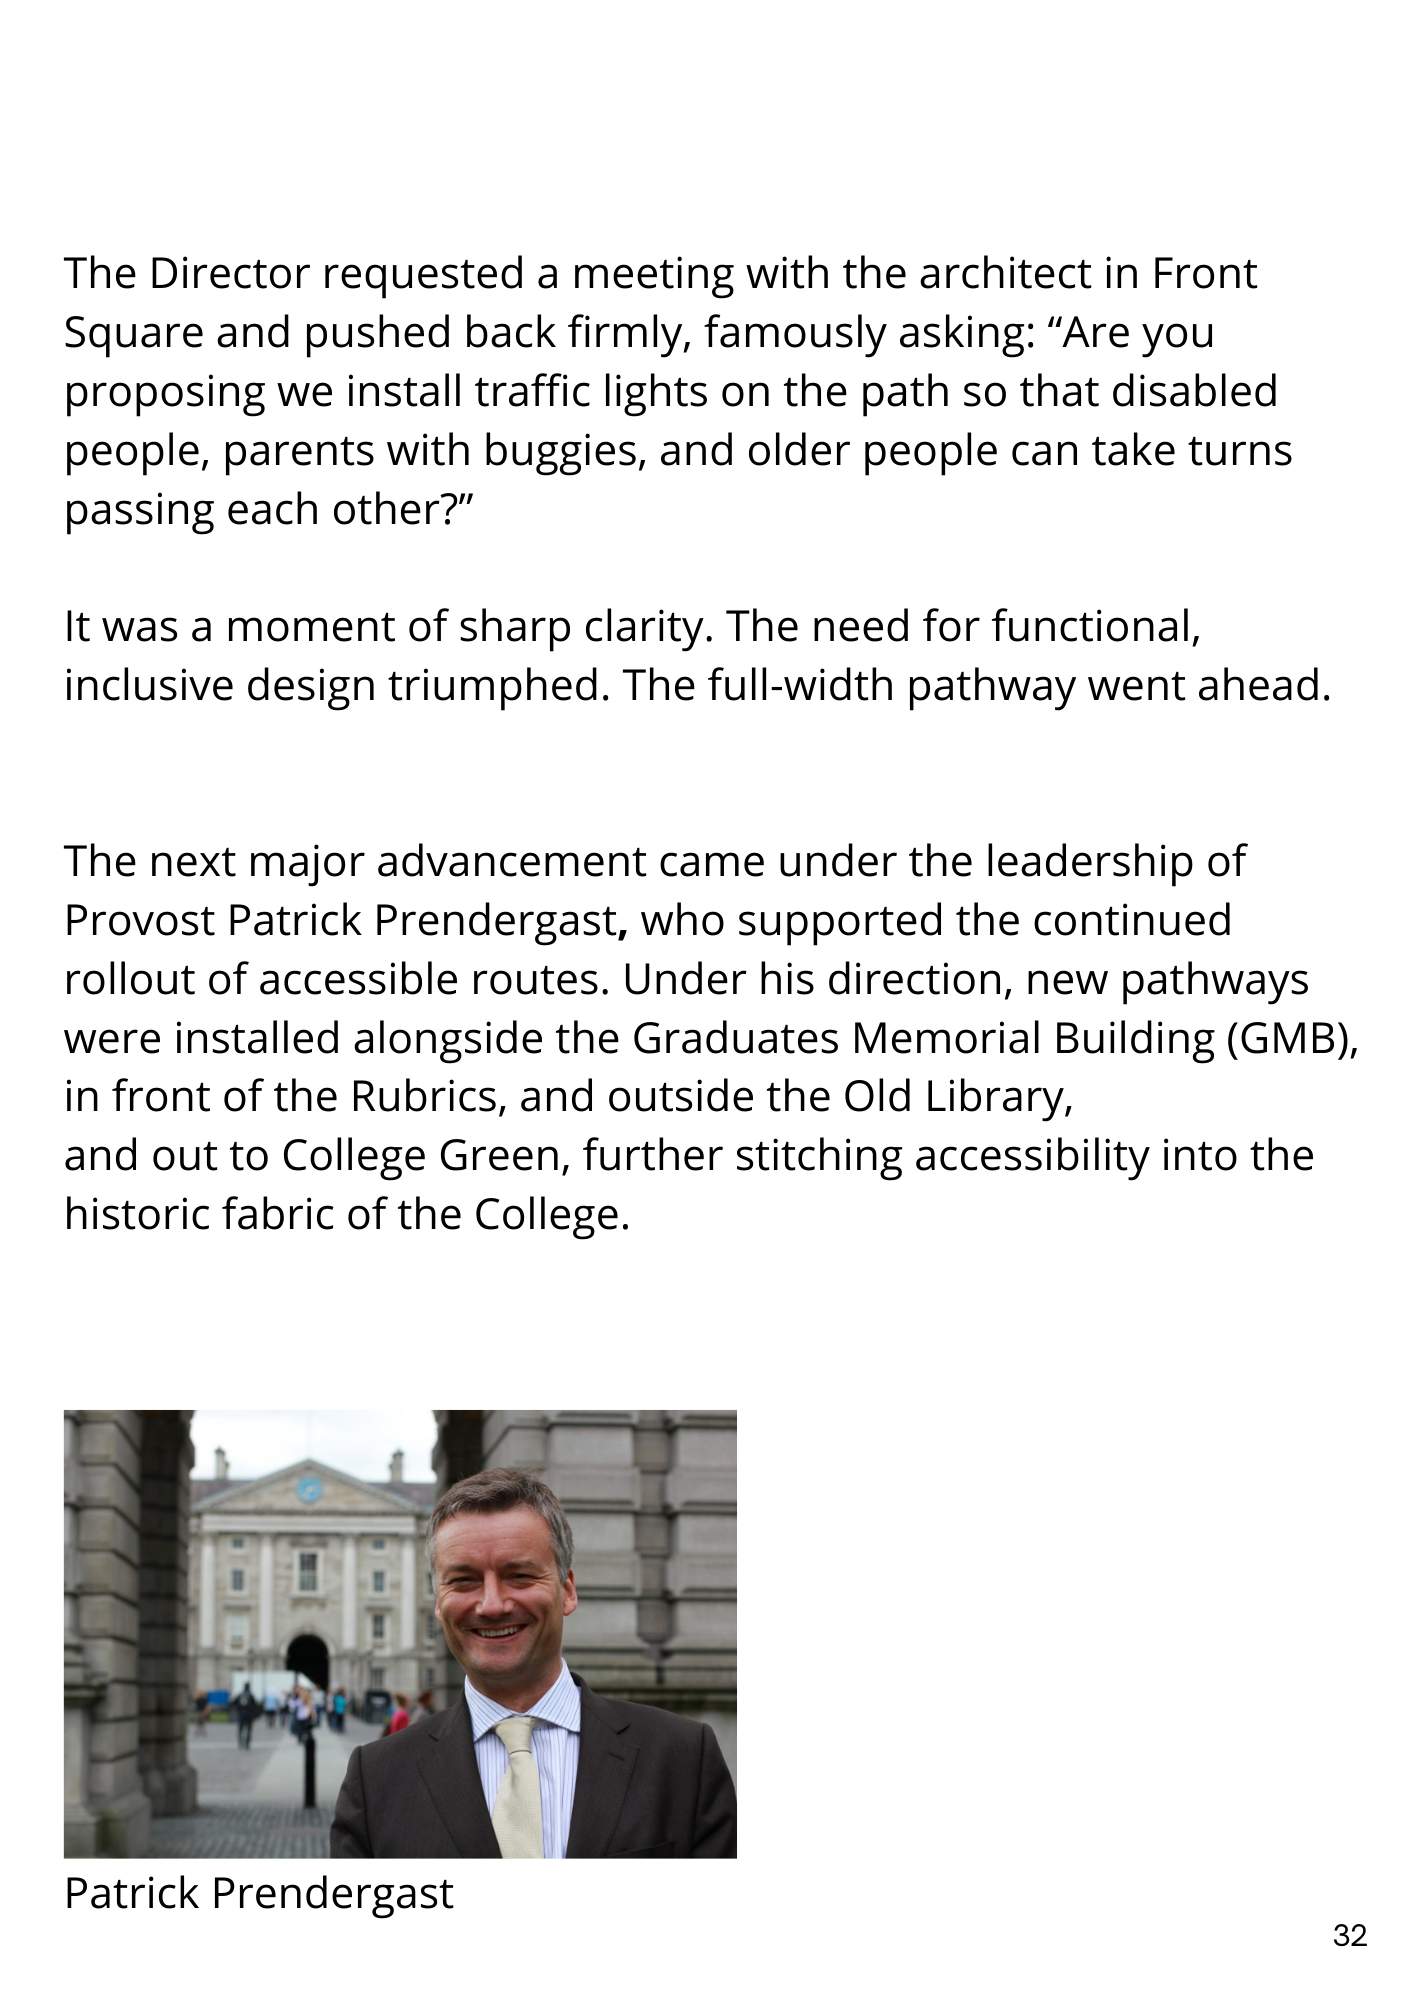 The Director requested a meeting with the architect in Front
Square and pushed back firmly, famously asking: “Are you
proposing we install traffic lights on the path so that disabled
people, parents with buggies, and older people can take turns
passing each other?”
It was a moment of sharp clarity. The need for functional,
inclusive design triumphed. The full-width pathway went ahead.
The next major advancement came under the leadership of
Provost Patrick Prendergast, who supported the continued
rollout of accessible routes. Under his direction, new pathways
were installed alongside the Graduates Memorial Building (GMB),
in front of the Rubrics, and outside the Old Library,
and out to College Green, further stitching accessibility into the
historic fabric of the College.
Patrick Prendergast
32